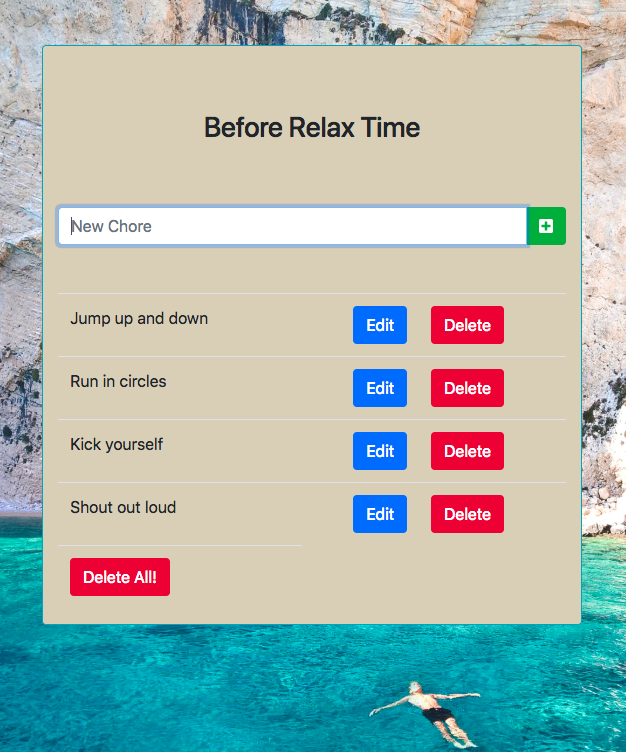 Before Relax Time
New Chore
Jump up and down Edit Delete
Run in circles Edit Delete
Kick yourself Edit Delete
Shout out loud Edit Delete
Delete All!